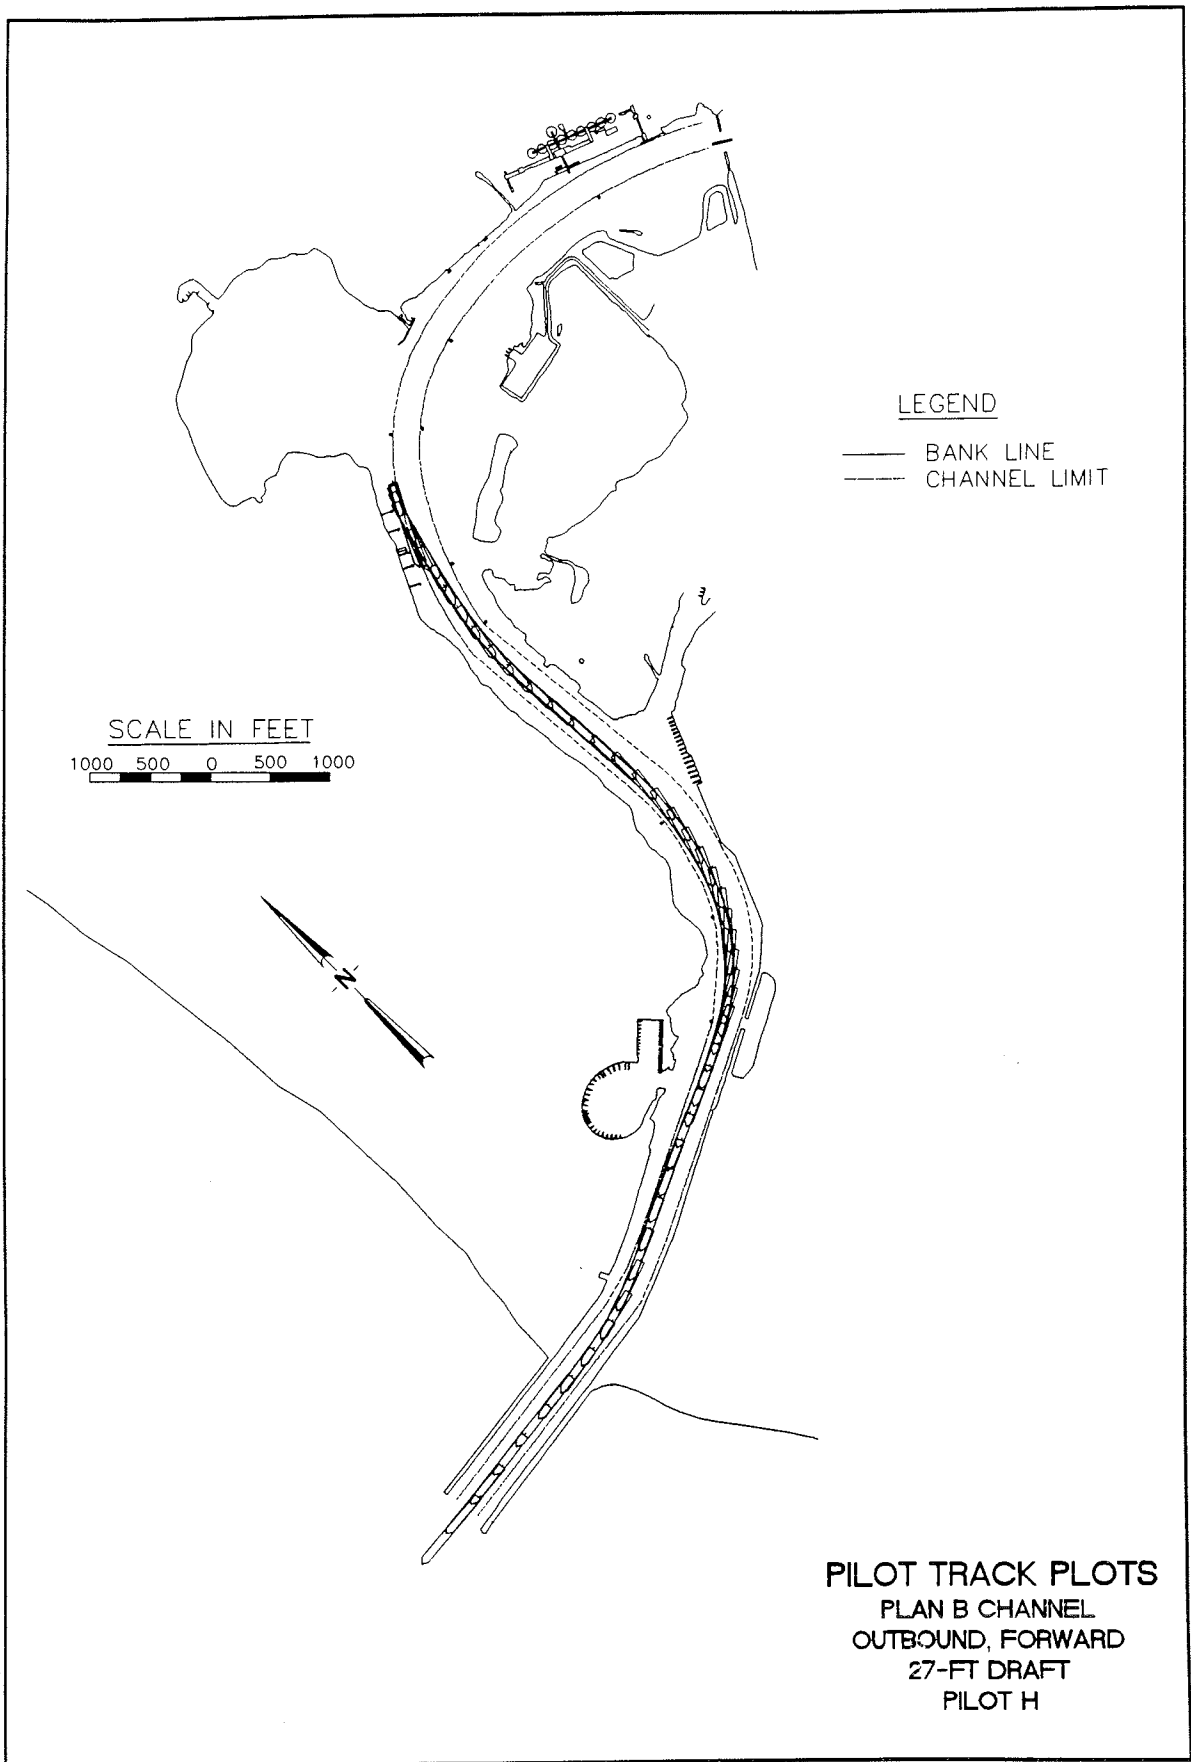 LEGEND
BANK LINE
CHANNEL LIMIT
SCALE IN FEET
1000 500 0 500 1000
N
PILOT TRACK PLOTS
PLAN B CHANNEL
OUTBOUND, FORWARD
27-FT DRAFT
PILOT H